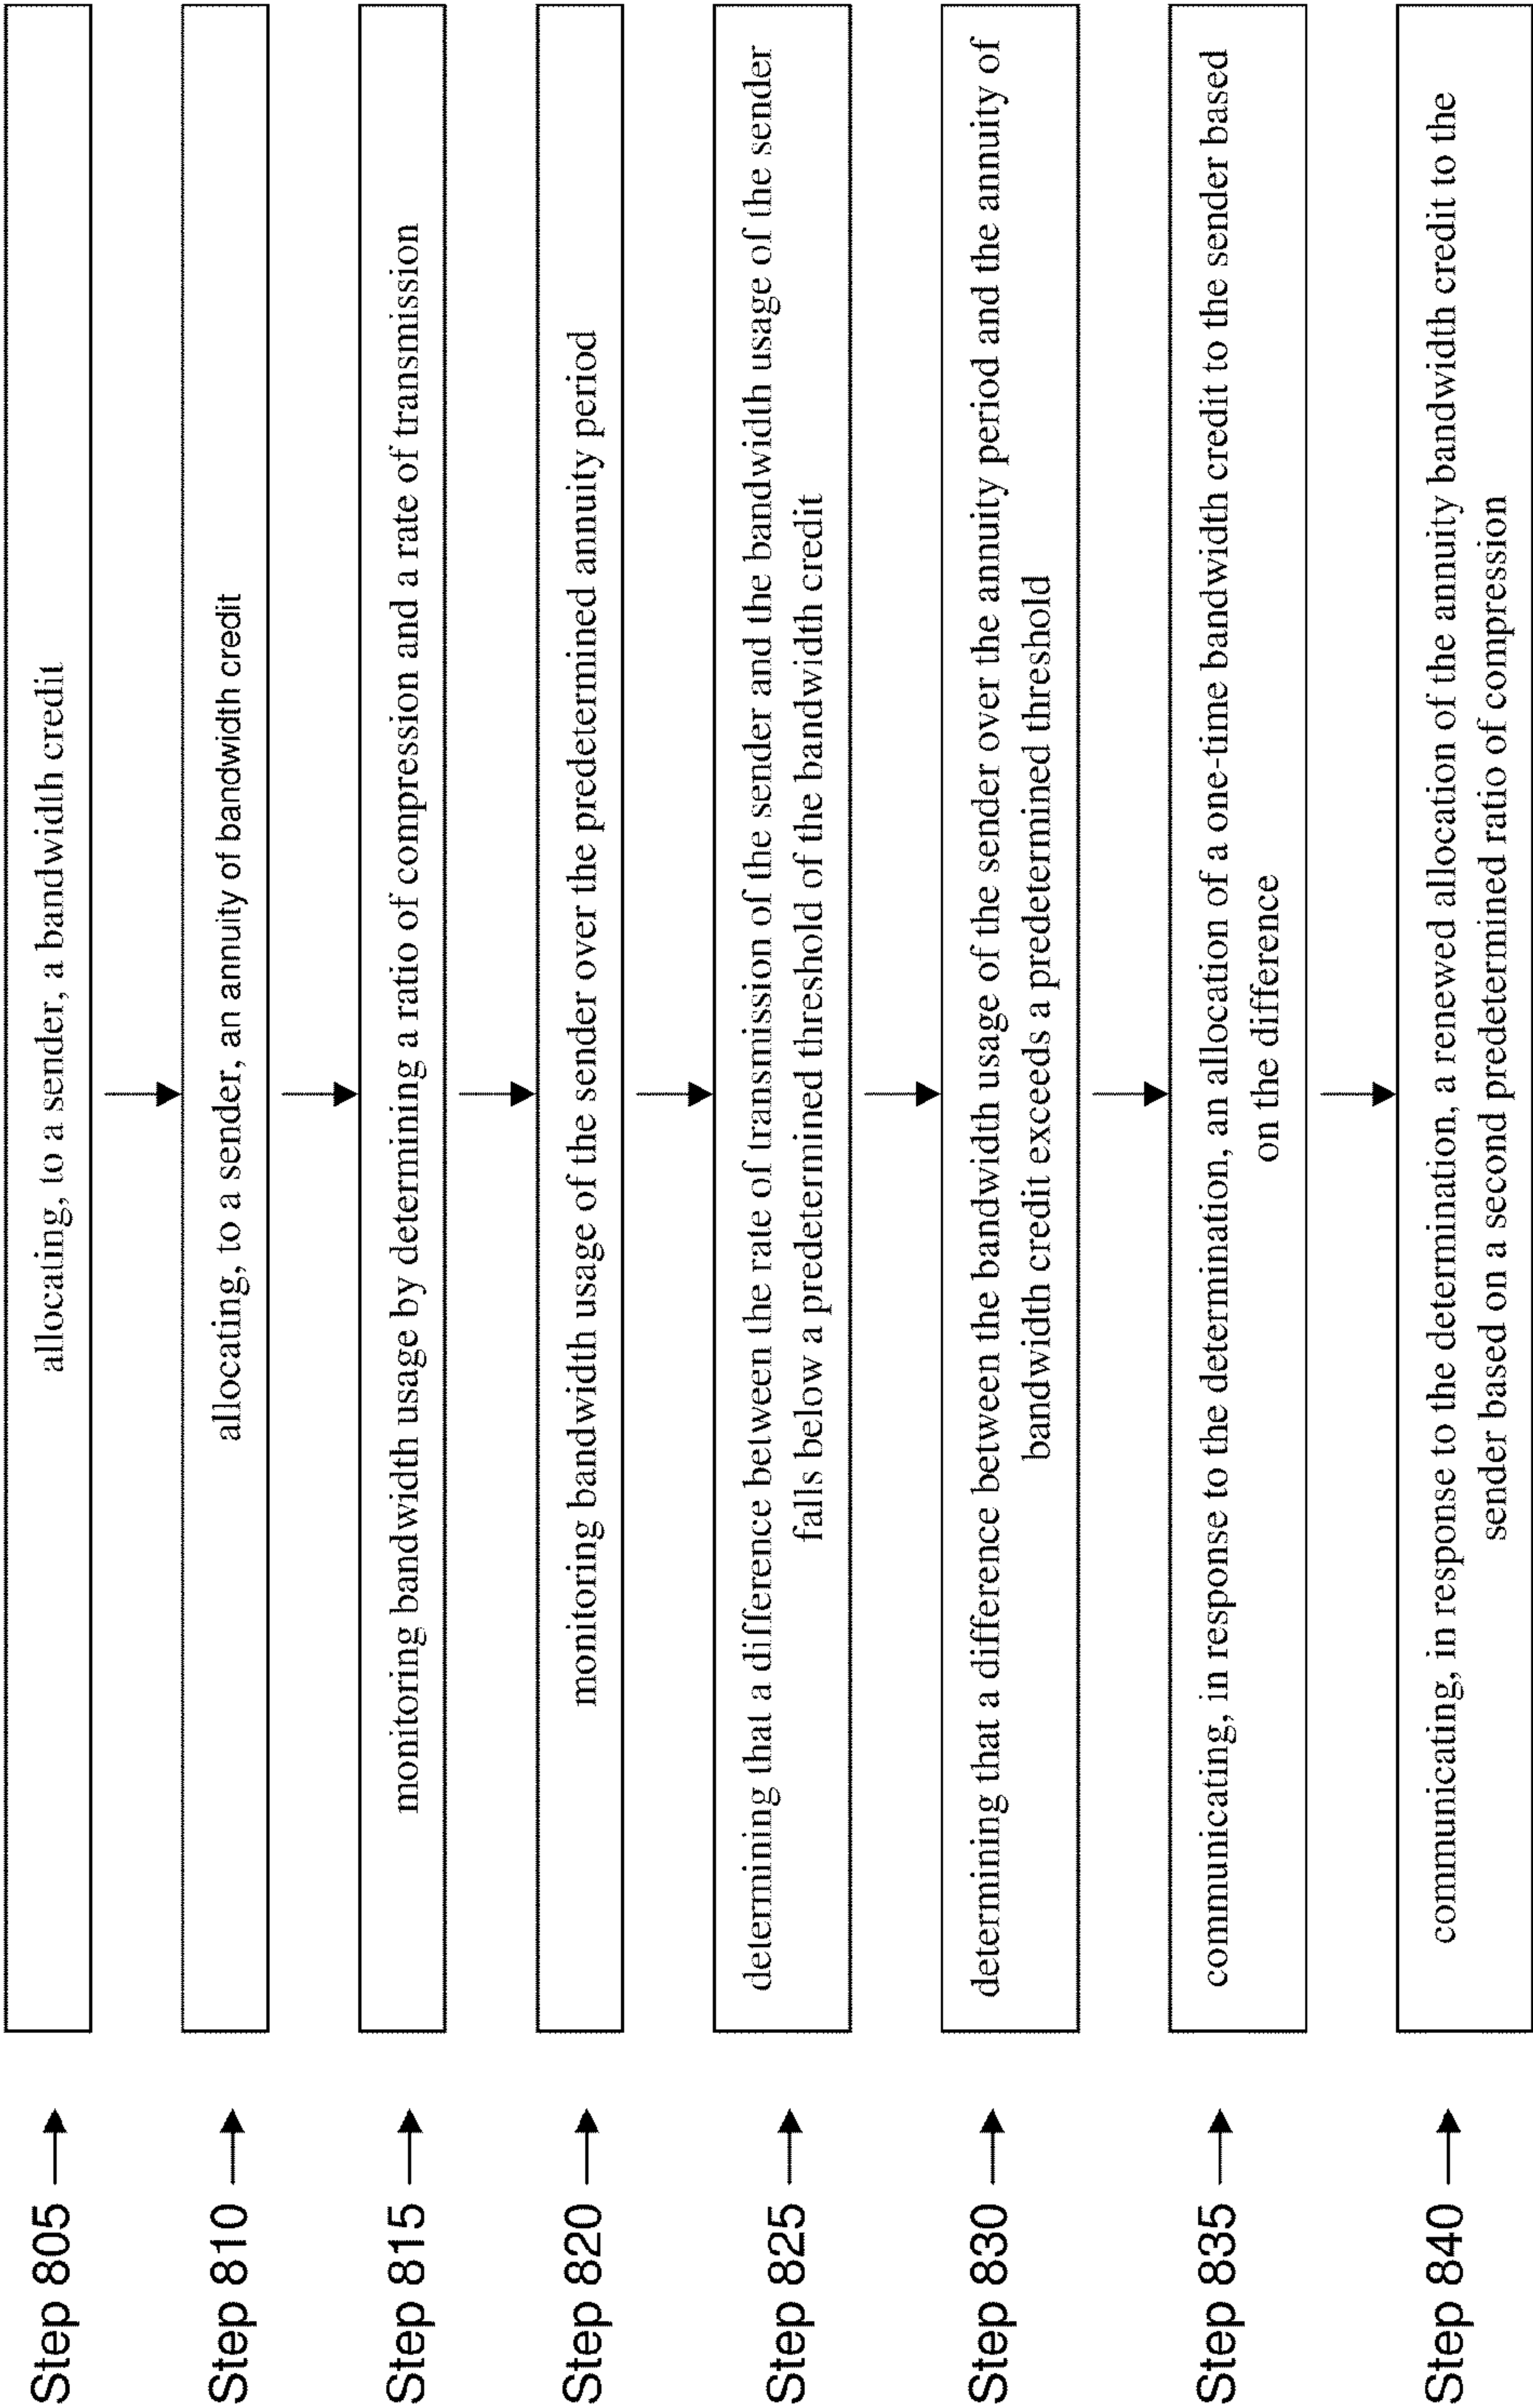 Step 805
allocating, to a sender, a bandwidth credit
Step 810
allocating, to a sender, an annuity of bandwidth credit
Step 815
monitoring bandwidth usage by determining a ratio of compression and a rate of transmission
Step 820
monitoring bandwidth usage of the sender over the predetermined annuity period
Step 825
determining that a difference between the rate of transmission of the sender and the bandwidth usage of the sender
falls below a predetermined threshold of the bandwidth credit
Step 830
determining that a difference between the bandwidth usage of the sender over the annuity period and the annuity of
bandwidth credit exceeds a predetermined threshold
Step 835
communicating, in response to the determination, an allocation of a one-time bandwidth credit to the sender based
on the difference
Step 840
communicating, in response to the determination, a renewed allocation of the annuity bandwidth credit to the
sender based on a second predetermined ratio of compression